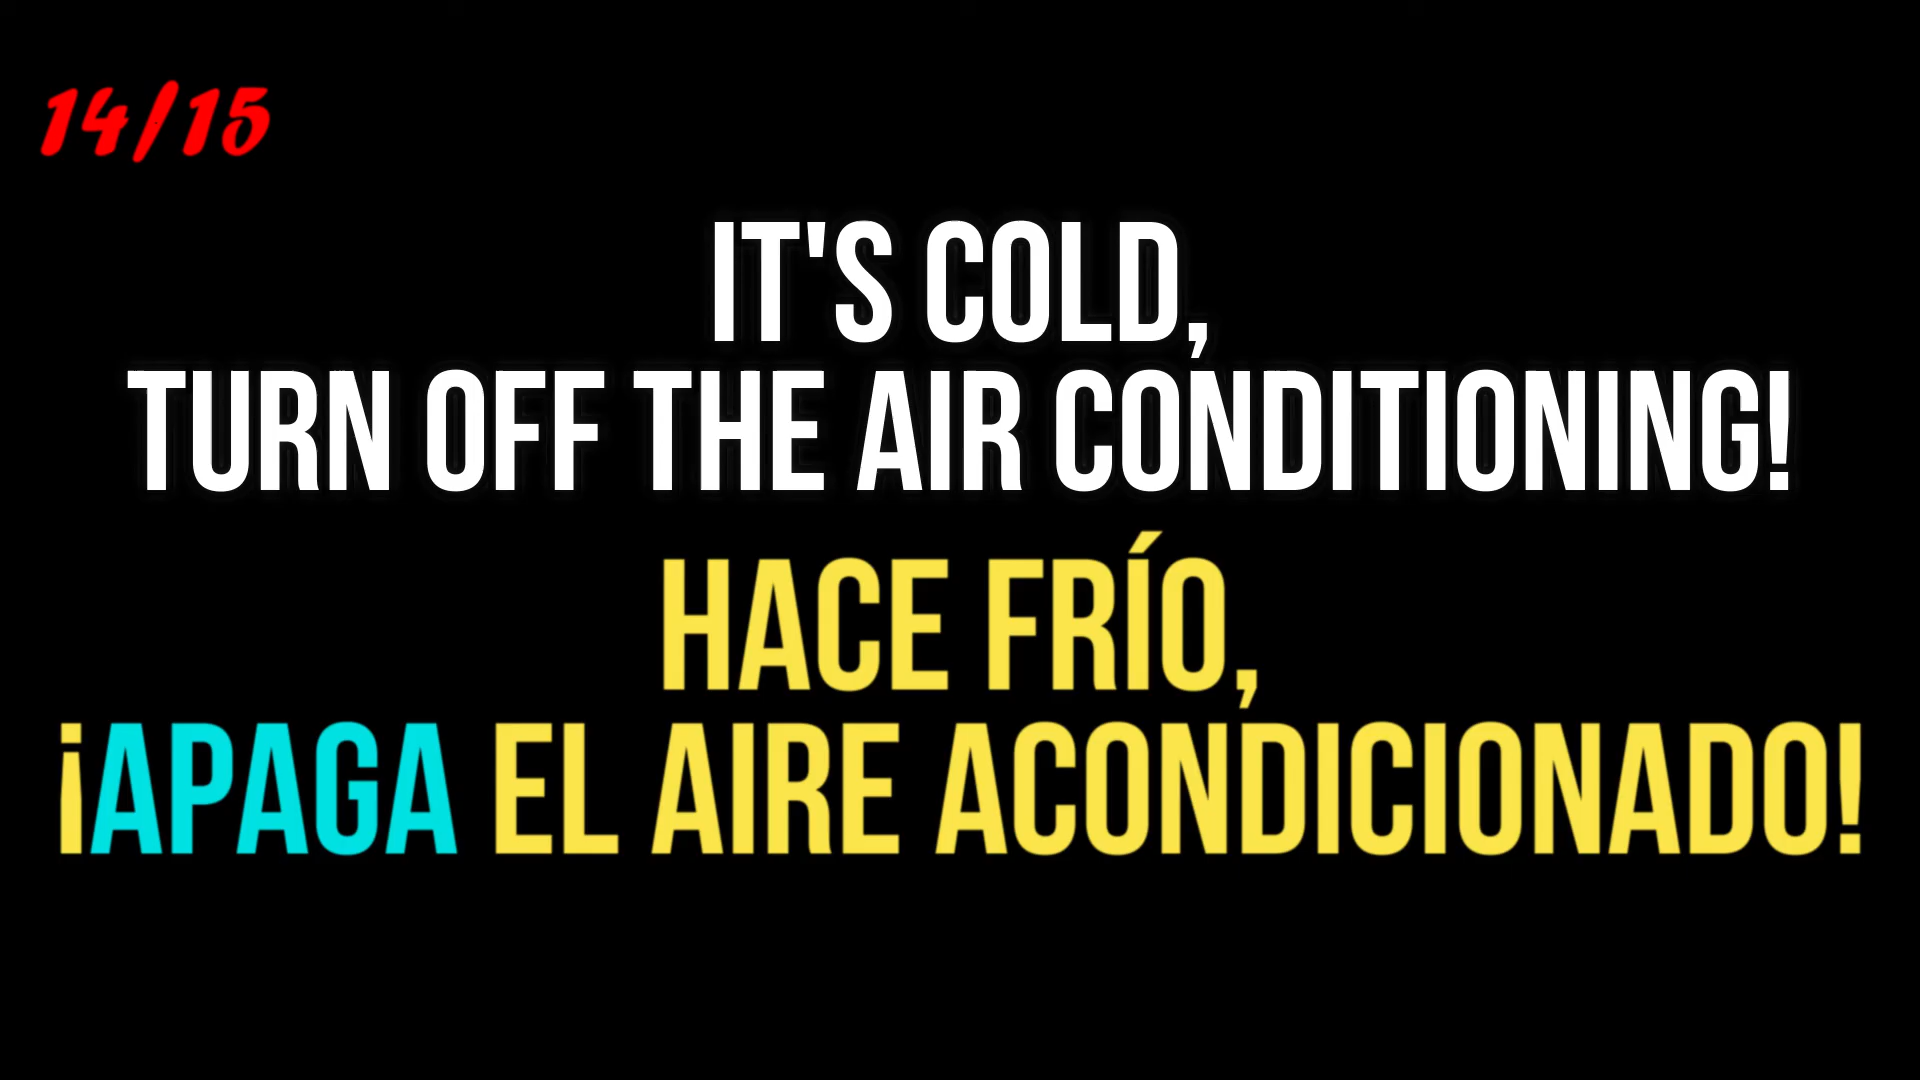 14/15
IT'S COLD,
TURN OFF THE AIR CONDITIONING!
HACE FRÍO,
¡APAGA EL AIRE ACONDICIONADO!